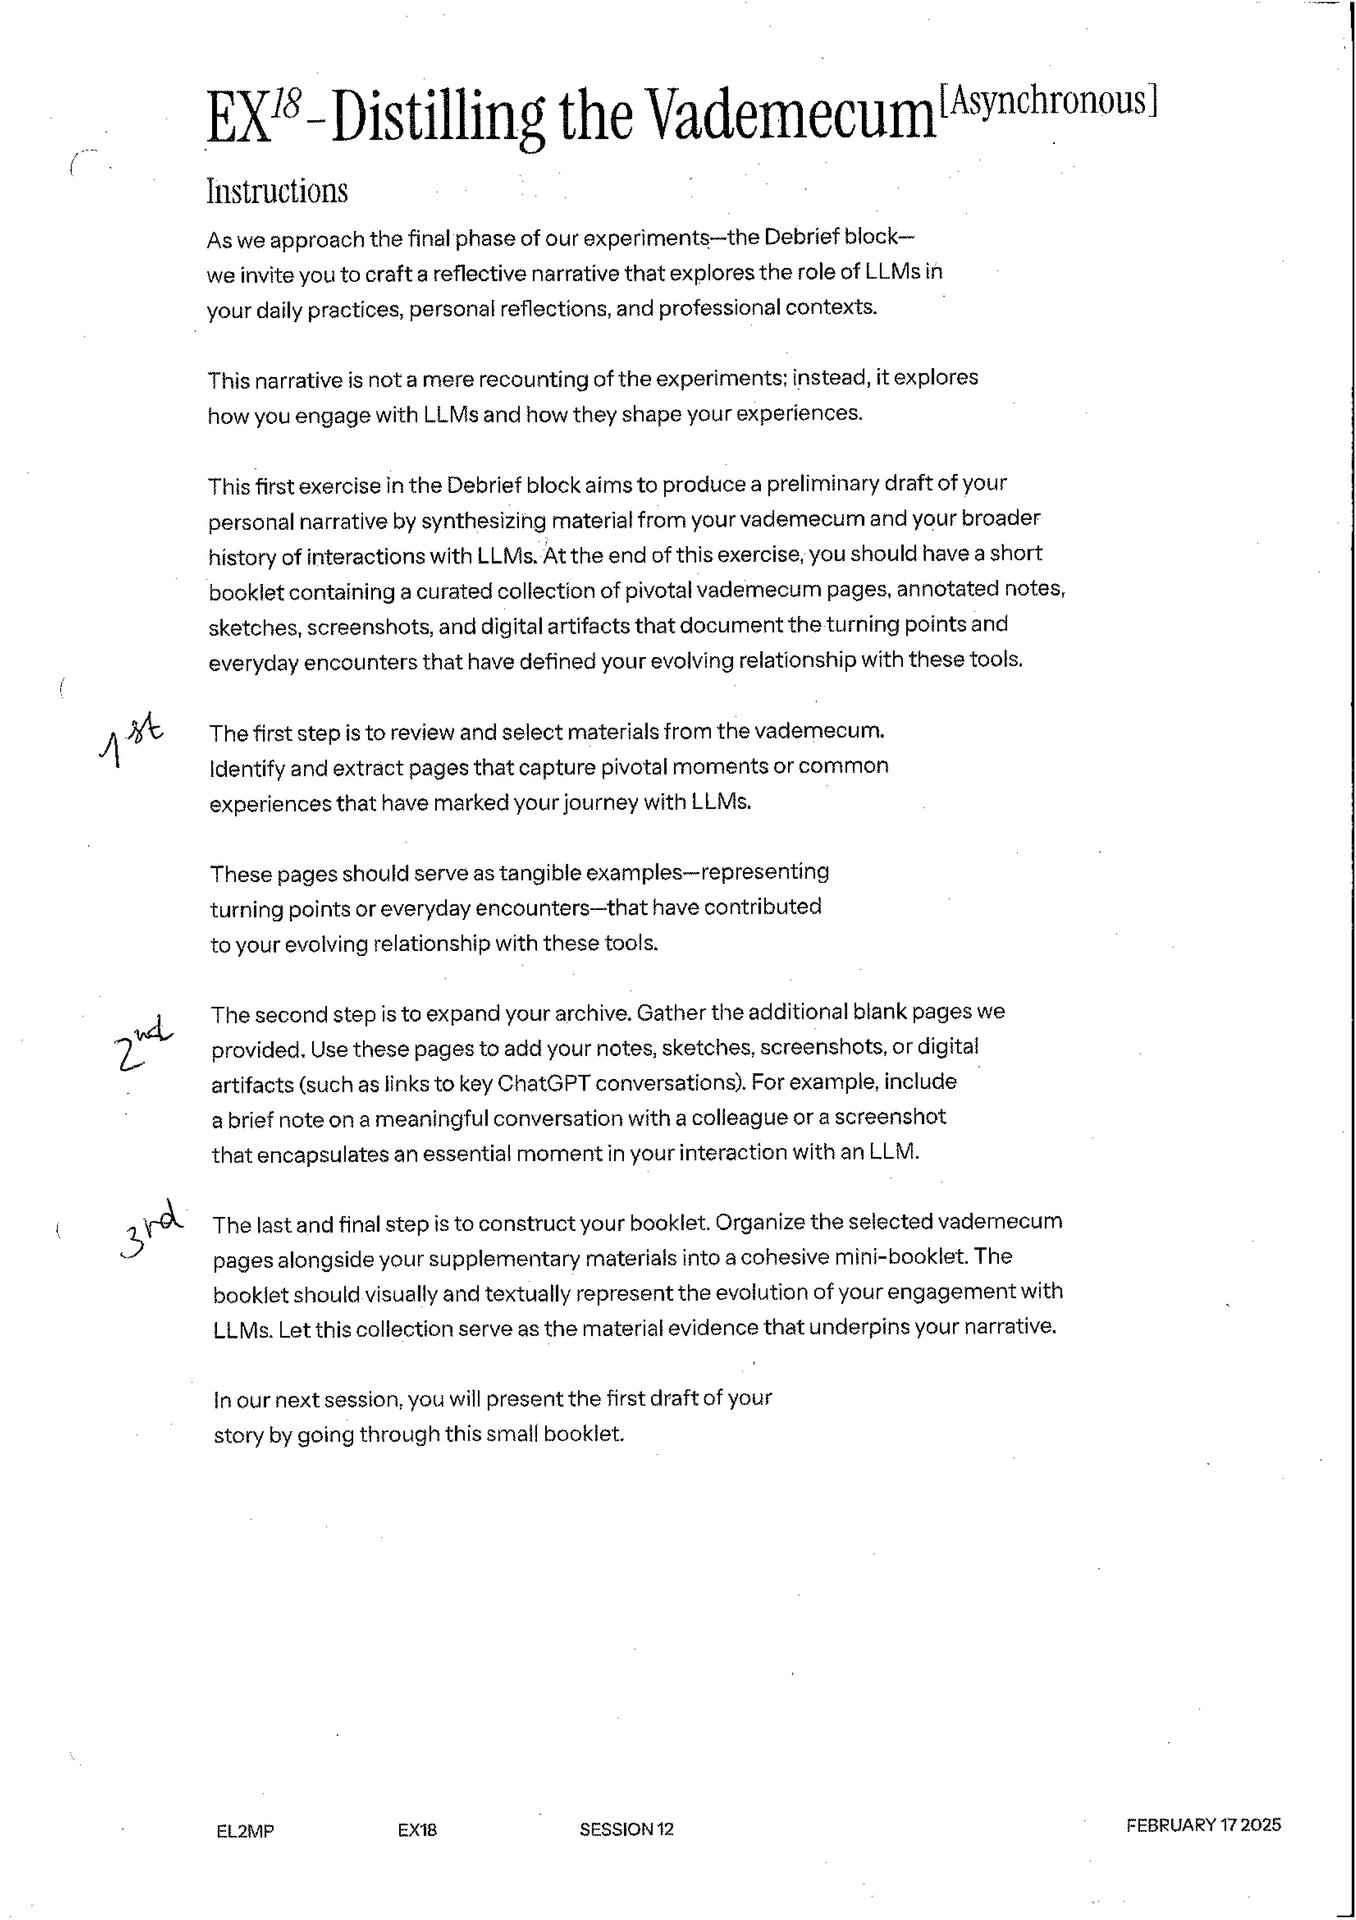 EX18–Distilling the Vademecum[Asynchronous]
Instructions
As we approach the final phase of our experiments—the Debrief block—
we invite you to craft a reflective narrative that explores the role of LLMs in
your daily practices, personal reflections, and professional contexts.
This narrative is not a mere recounting of the experiments; instead, it explores
how you engage with LLMs and how they shape your experiences.
This first exercise in the Debrief block aims to produce a preliminary draft of your
personal narrative by synthesizing material from your vademecum and your broader
history of interactions with LLMs. At the end of this exercise, you should have a short
booklet containing a curated collection of pivotal vademecum pages, annotated notes,
sketches, screenshots, and digital artifacts that document the turning points and
everyday encounters that have defined your evolving relationship with these tools.
1st
The first step is to review and select materials from the vademecum.
Identify and extract pages that capture pivotal moments or common
experiences that have marked your journey with LLMs.
These pages should serve as tangible examples—representing
turning points or everyday encounters—that have contributed
to your evolving relationship with these tools.
2nd
The second step is to expand your archive. Gather the additional blank pages we
provided. Use these pages to add your notes, sketches, screenshots, or digital
artifacts (such as links to key ChatGPT conversations). For example, include
a brief note on a meaningful conversation with a colleague or a screenshot
that encapsulates an essential moment in your interaction with an LLM.
3rd
The last and final step is to construct your booklet. Organize the selected vademecum
pages alongside your supplementary materials into a cohesive mini-booklet. The
booklet should visually and textually represent the evolution of your engagement with
LLMs. Let this collection serve as the material evidence that underpins your narrative.
In our next session, you will present the first draft of your
story by going through this small booklet.
EL2MP EX18 SESSION 12 FEBRUARY 17 2025